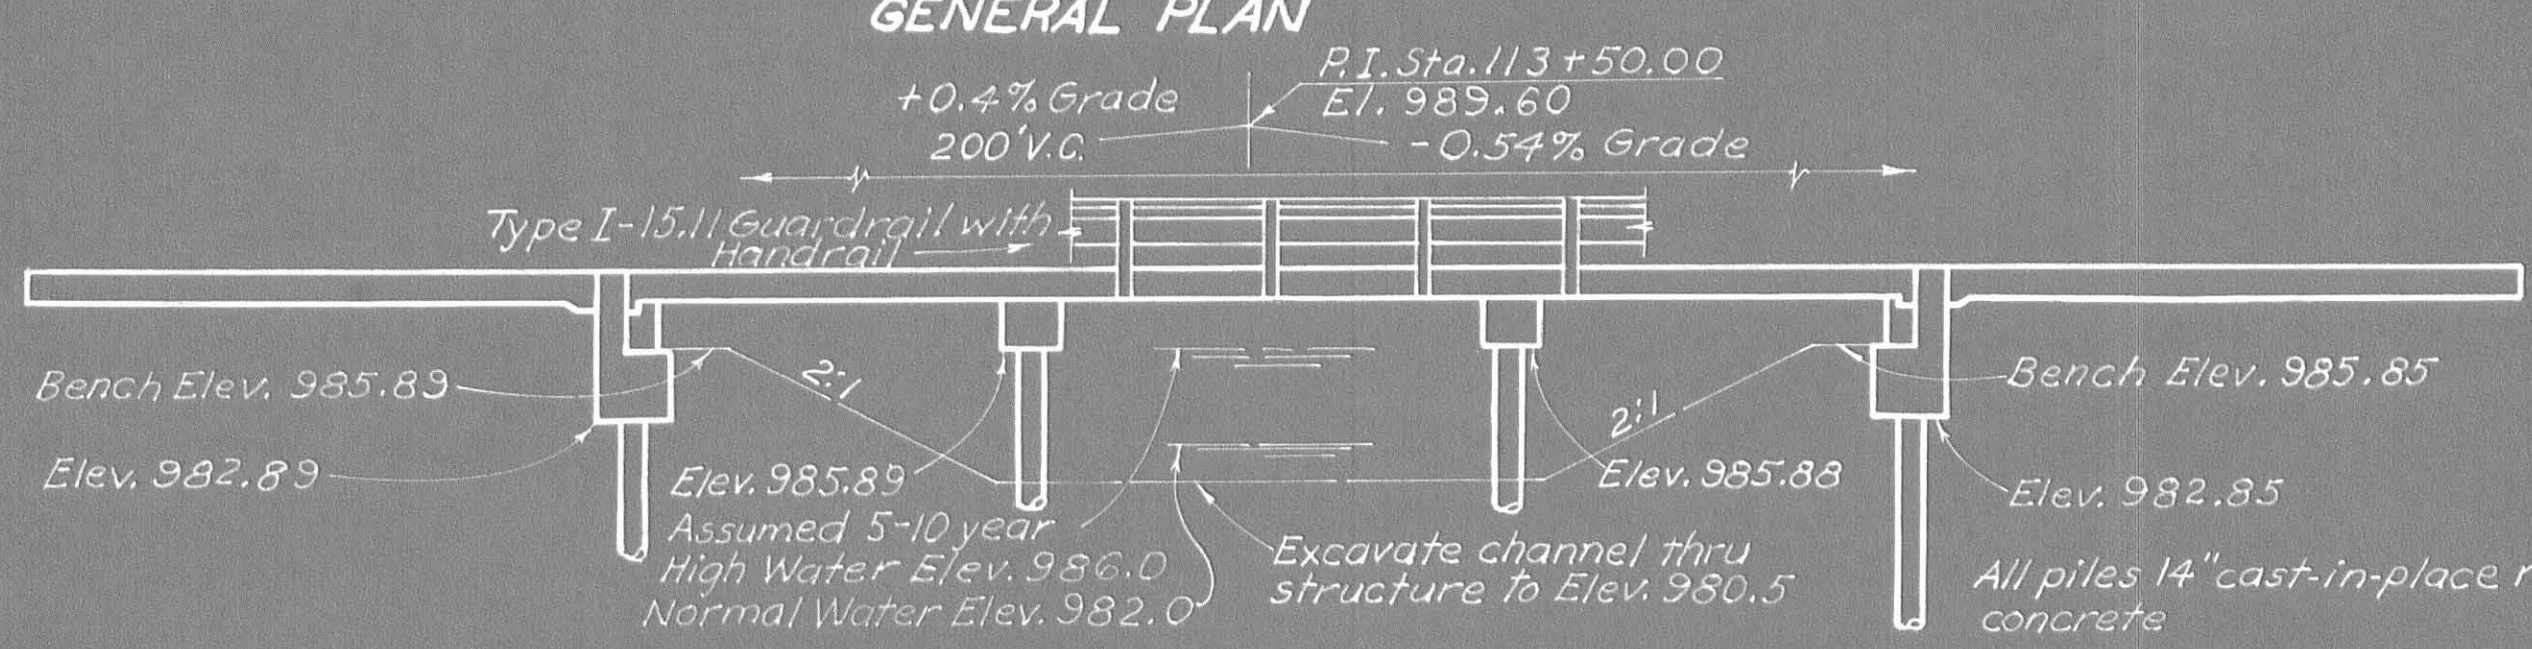 GENERAL PLAN
P.I. Sta. 113+50.00
El. 989.60
+0.4% Grade
200' V.C.
-0.54% Grade
Type I-15.11 Guardrail with
Handrail
Bench Elev. 985.89
2:1
2:1
Bench Elev. 985.85
Elev. 982.89
Elev. 985.89
Elev. 985.88
Elev. 982.85
Assumed 5-10 year
High Water Elev. 986.0
Normal Water Elev. 982.0
Excavate channel thru
structure to Elev. 980.5
All piles 14" cast-in-place
concrete